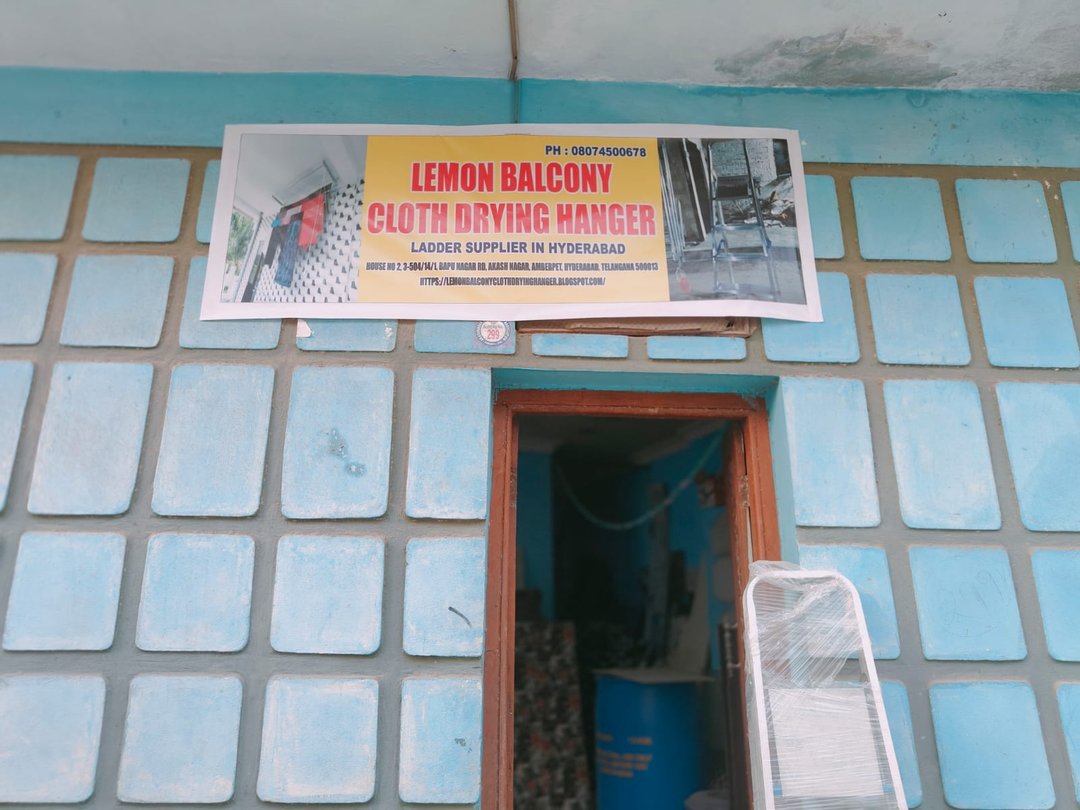 PH : 08074500678
LEMON BALCONY
CLOTH DRYING HANGER
LADDER SUPPLIER IN HYDERABAD
HOUSE NO 2, 3-504/14/1, BAPU NAGAR RD, AKASH NAGAR, AMBERPET, HYDERABAD. TELANGANA 500013
HTTPS://LEMONBALCONYCLOTHDRYINGHANGER.BLOGSPOT.COM/
299